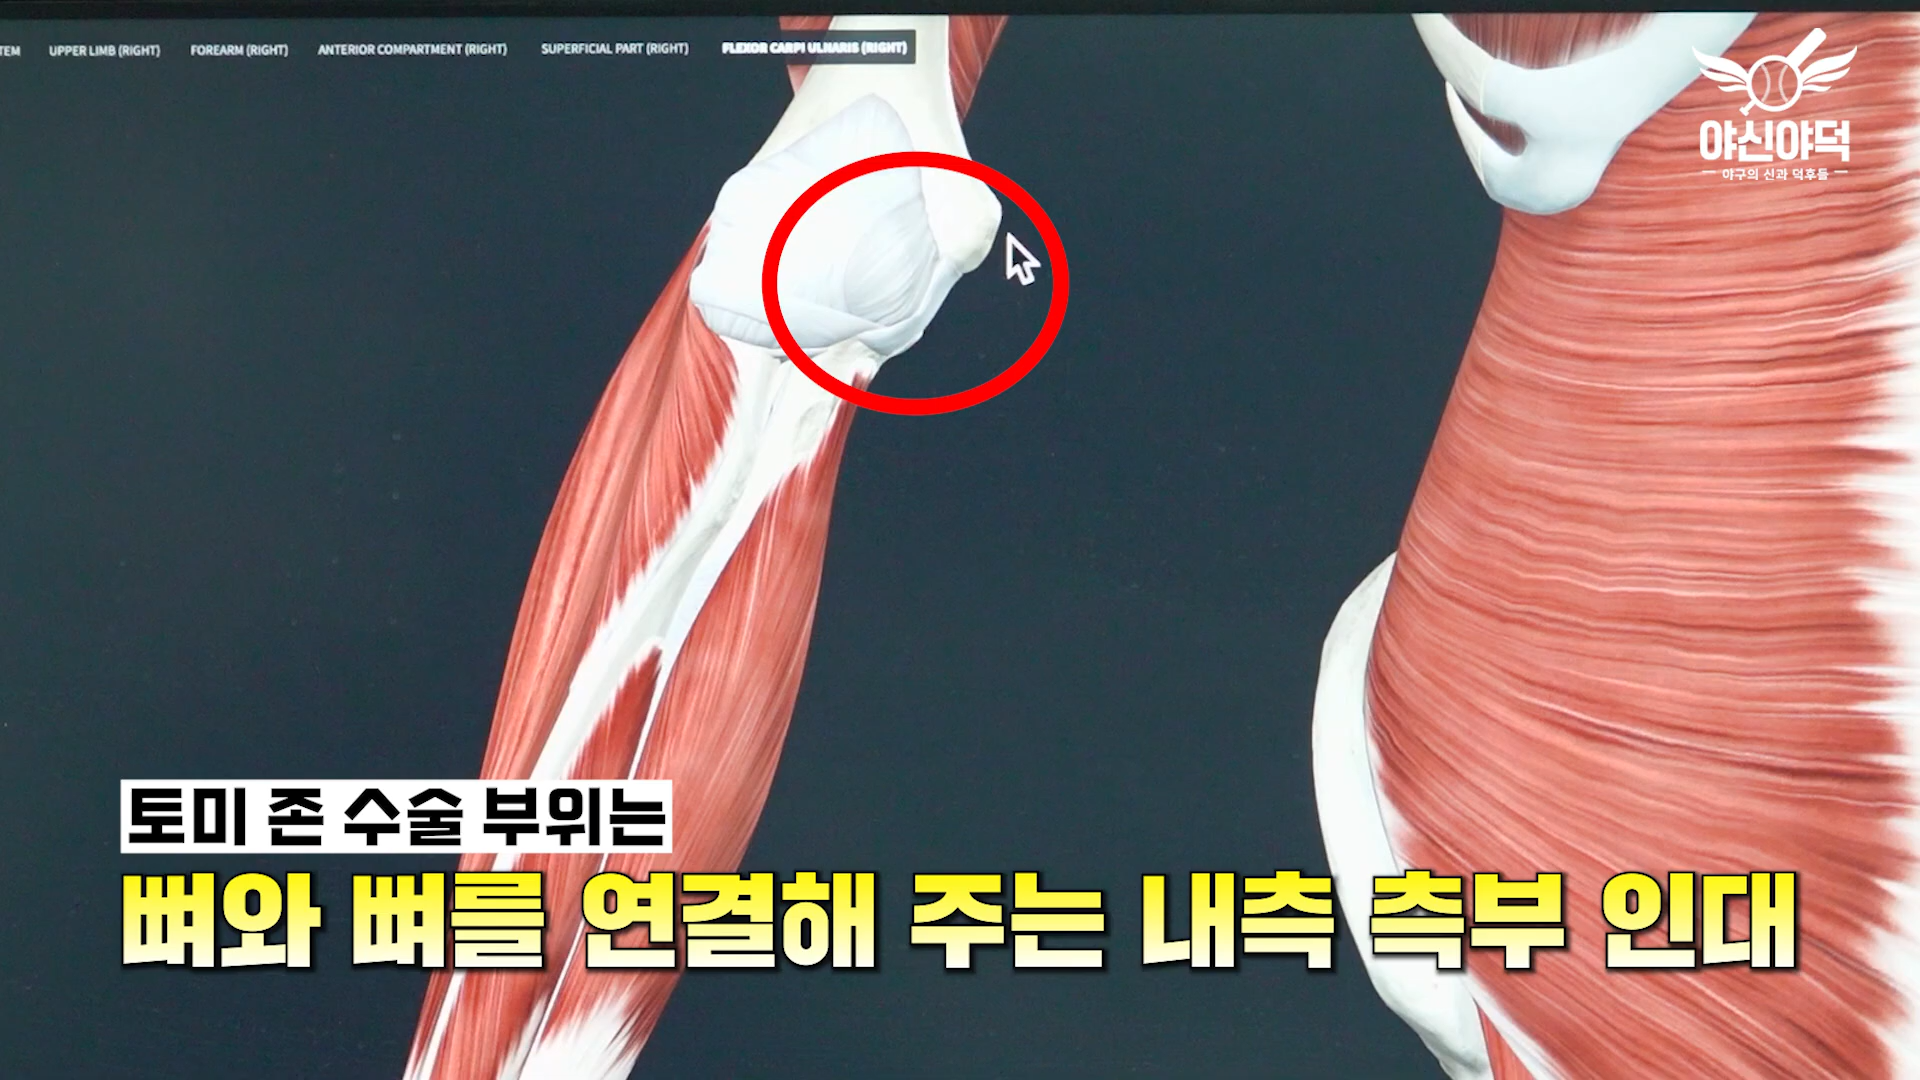 TEM UPPER LIMB (RIGHT) FOREARM (RIGHT) ANTERIOR COMPARTMENT (RIGHT) SUPERFICIAL PART (RIGHT) FLEXOR CARPI ULNARIS (RIGHT)
야신야덕
야구의 신과 덕후들
토미 존 수술 부위는
뼈와 뼈를 연결해 주는 내측 측부 인대